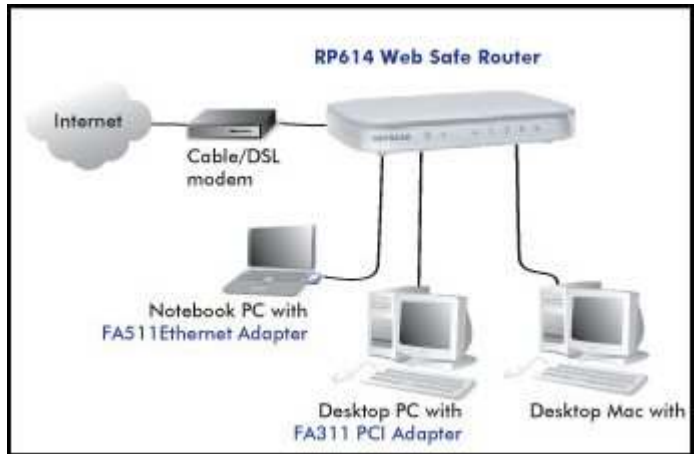 RP614 Web Safe Router
Internet
Cable/DSL
modem
NETGEAR
Notebook PC with
FA511Ethernet Adapter
Desktop PC with
FA311 PCI Adapter
Desktop Mac with